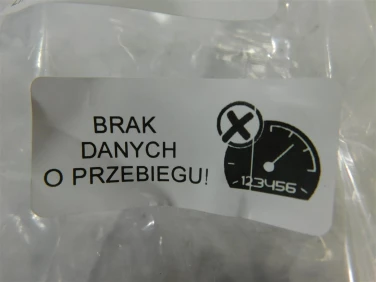 BRAK
DANYCH
O PRZEBIEGU!
123456